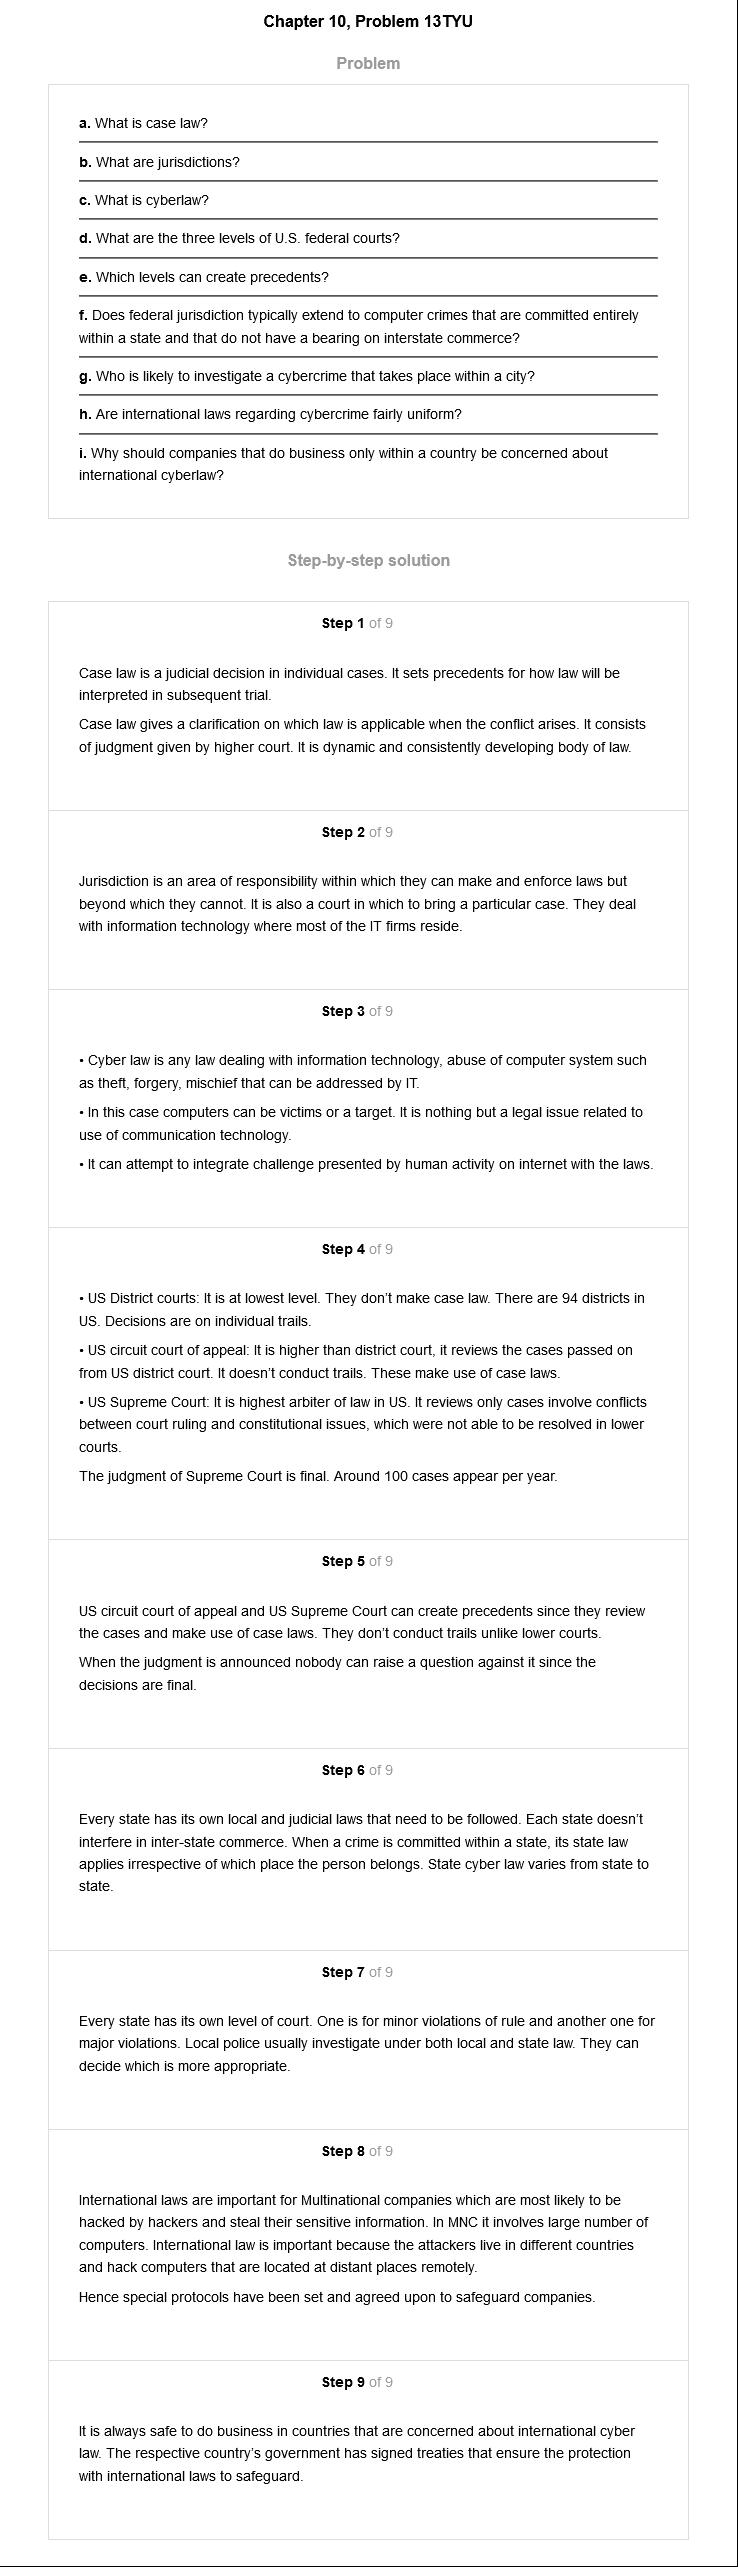 Chapter 10, Problem 13TYU
Problem
a. What is case law?
b. What are jurisdictions?
c. What is cyberlaw?
d. What are the three levels of U.S. federal courts?
e. Which levels can create precedents?
f. Does federal jurisdiction typically extend to computer crimes that are committed entirely
within a state and that do not have a bearing on interstate commerce?
g. Who is likely to investigate a cybercrime that takes place within a city?
h. Are international laws regarding cybercrime fairly uniform?
i. Why should companies that do business only within a country be concerned about
international cyberlaw?
Step-by-step solution
Step 1 of 9
Case law is a judicial decision in individual cases. It sets precedents for how law will be
interpreted in subsequent trial.
Case law gives a clarification on which law is applicable when the conflict arises. It consists
of judgment given by higher court. It is dynamic and consistently developing body of law.
Step 2 of 9
Jurisdiction is an area of responsibility within which they can make and enforce laws but
beyond which they cannot. It is also a court in which to bring a particular case. They deal
with information technology where most of the IT firms reside.
Step 3 of 9
• Cyber law is any law dealing with information technology, abuse of computer system such
as theft, forgery, mischief that can be addressed by IT.
• In this case computers can be victims or a target. It is nothing but a legal issue related to
use of communication technology.
• It can attempt to integrate challenge presented by human activity on internet with the laws.
Step 4 of 9
• US District courts: It is at lowest level. They don't make case law. There are 94 districts in
US. Decisions are on individual trails.
• US circuit court of appeal: It is higher than district court, it reviews the cases passed on
from US district court. It doesn't conduct trails. These make use of case laws.
• US Supreme Court: It is highest arbiter of law in US. It reviews only cases involve conflicts
between court ruling and constitutional issues, which were not able to be resolved in lower
courts.
The judgment of Supreme Court is final. Around 100 cases appear per year.
Step 5 of 9
US circuit court of appeal and US Supreme Court can create precedents since they review
the cases and make use of case laws. They don't conduct trails unlike lower courts.
When the judgment is announced nobody can raise a question against it since the
decisions are final.
Step 6 of 9
Every state has its own local and judicial laws that need to be followed. Each state doesn't
interfere in inter-state commerce. When a crime is committed within a state, its state law
applies irrespective of which place the person belongs. State cyber law varies from state to
state.
Step 7 of 9
Every state has its own level of court. One is for minor violations of rule and another one for
major violations. Local police usually investigate under both local and state law. They can
decide which is more appropriate.
Step 8 of 9
International laws are important for Multinational companies which are most likely to be
hacked by hackers and steal their sensitive information. In MNC it involves large number of
computers. International law is important because the attackers live in different countries
and hack computers that are located at distant places remotely.
Hence special protocols have been set and agreed upon to safeguard companies.
Step 9 of 9
It is always safe to do business in countries that are concerned about international cyber
law. The respective country's government has signed treaties that ensure the protection
with international laws to safeguard.